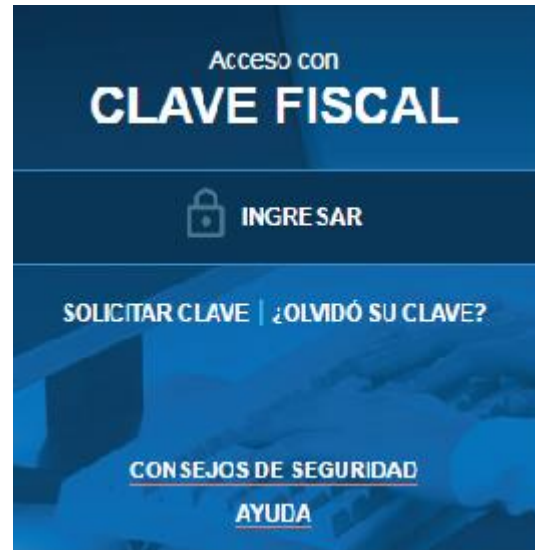 Acceso con
CLAVE FISCAL
INGRESAR
SOLICITAR CLAVE | ¿OLVIDÓ SU CLAVE?
CONSEJOS DE SEGURIDAD
AYUDA